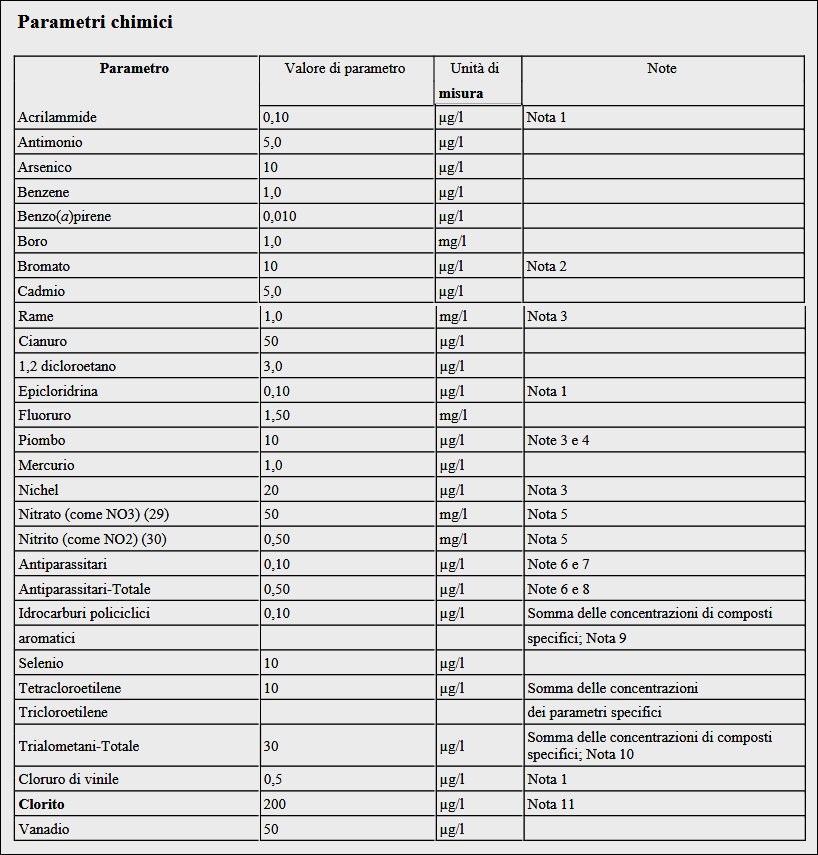 Parametri chimici
Parametro Valore di parametro Unità di Note
misura
Acrilammide 0,10 µg/l Nota 1
Antimonio 5,0 µg/l
Arsenico 10 µg/l
Benzene 1,0 µg/l
Benzo(a)pirene 0,010 µg/l
Boro 1,0 mg/l
Bromato 10 µg/l Nota 2
Cadmio 5,0 µg/l
Rame 1,0 mg/l Nota 3
Cianuro 50 µg/l
1,2 dicloroetano 3,0 µg/l
Epicloridrina 0,10 µg/l Nota 1
Fluoruro 1,50 mg/l
Piombo 10 µg/l Note 3 e 4
Mercurio 1,0 µg/l
Nichel 20 µg/l Nota 3
Nitrato (come NO3) (29) 50 mg/l Nota 5
Nitrito (come NO2) (30) 0,50 mg/l Nota 5
Antiparassitari 0,10 µg/l Note 6 e 7
Antiparassitari-Totale 0,50 µg/l Note 6 e 8
Idrocarburi policiclici 0,10 µg/l Somma delle concentrazioni di composti
aromatici specifici; Nota 9
Selenio 10 µg/l
Tetracloroetilene 10 µg/l Somma delle concentrazioni
Tricloroetilene dei parametri specifici
Trialometani-Totale 30 µg/l Somma delle concentrazioni di composti
specifici; Nota 10
Cloruro di vinile 0,5 µg/l Nota 1
Clorito 200 µg/l Nota 11
Vanadio 50 µg/l